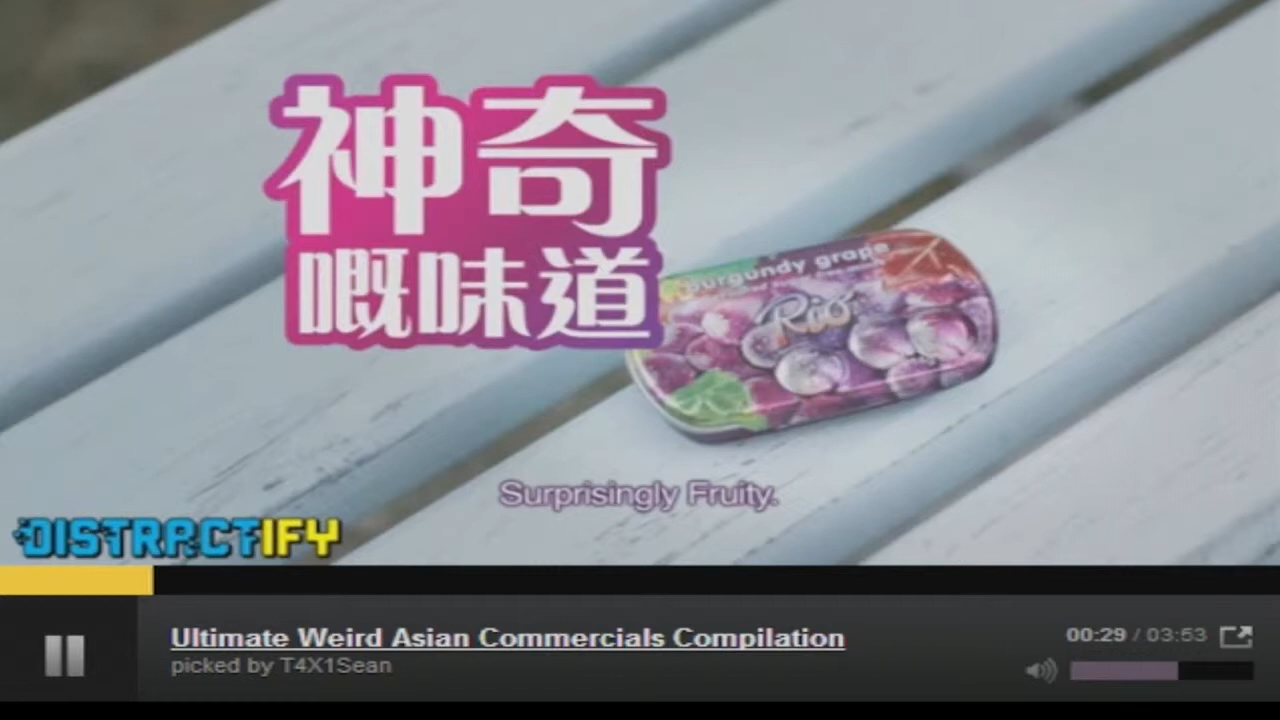 神奇
嘅味道
burgundy grape
Rio
Surprisingly Fruity.
DISTRACTIFY
Ultimate Weird Asian Commercials Compilation
picked by T4X1Sean
00:29 / 03:53